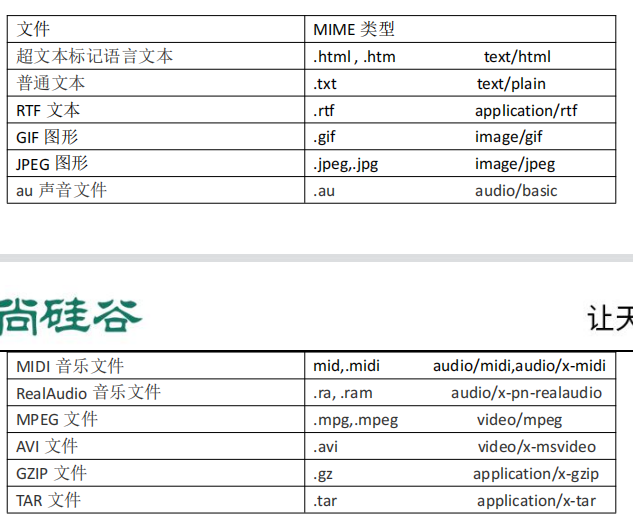 文件 MIME 类型
超文本标记语言文本 .html , .htm text/html
普通文本 .txt text/plain
RTF 文本 .rtf application/rtf
GIF 图形 .gif image/gif
JPEG 图形 .jpeg,.jpg image/jpeg
au 声音文件 .au audio/basic
尚硅谷 让天
MIDI 音乐文件 mid,.midi audio/midi,audio/x-midi
RealAudio 音乐文件 .ra, .ram audio/x-pn-realaudio
MPEG 文件 .mpg,.mpeg video/mpeg
AVI 文件 .avi video/x-msvideo
GZIP 文件 .gz application/x-gzip
TAR 文件 .tar application/x-tar